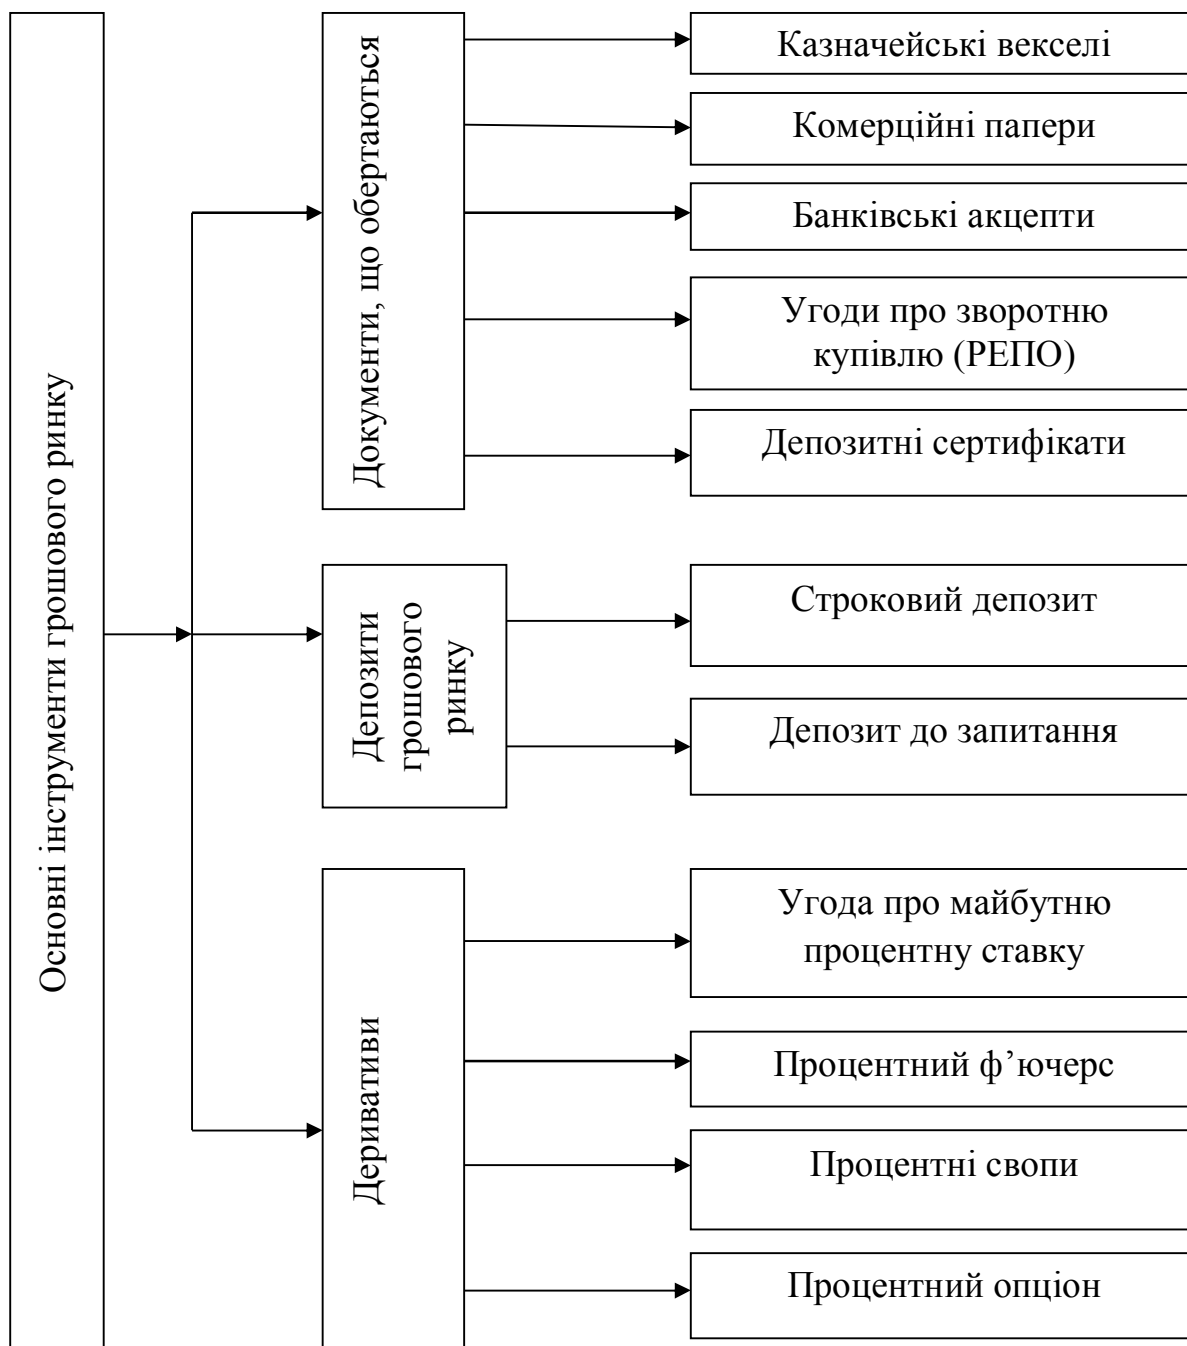 Основні інструменти грошового ринку
Документи, що обертаються
Казначейські векселі
Комерційні папери
Банківські акцепти
Угоди про зворотню
купівлю (РЕПО)
Депозитні сертифікати
Депозити
грошового
ринку
Строковий депозит
Депозит до запитання
Деривативи
Угода про майбутню
процентну ставку
Процентний ф’ючерс
Процентні свопи
Процентний опціон